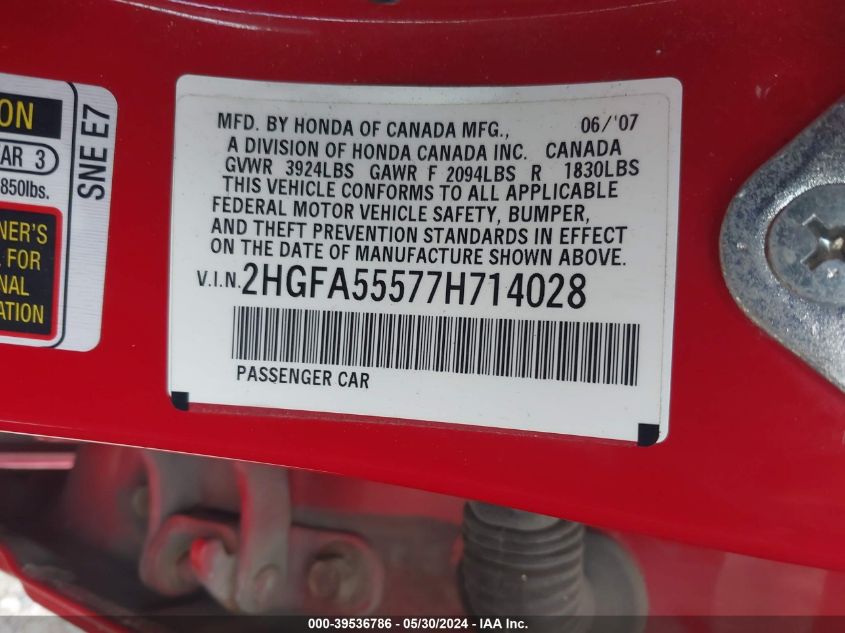 ON
AR 3
850lbs.
NER'S
FOR
NAL
ATION
SNE E7
MFD. BY HONDA OF CANADA MFG., 06/'07
A DIVISION OF HONDA CANADA INC. CANADA
GVWR 3924LBS GAWR F 2094LBS R 1830LBS
THIS VEHICLE CONFORMS TO ALL APPLICABLE
FEDERAL MOTOR VEHICLE SAFETY, BUMPER,
AND THEFT PREVENTION STANDARDS IN EFFECT
ON THE DATE OF MANUFACTURE SHOWN ABOVE.
V.I.N. 2HGFA55577H714028
PASSENGER CAR
000-39536786 - 05/30/2024 - IAA Inc.